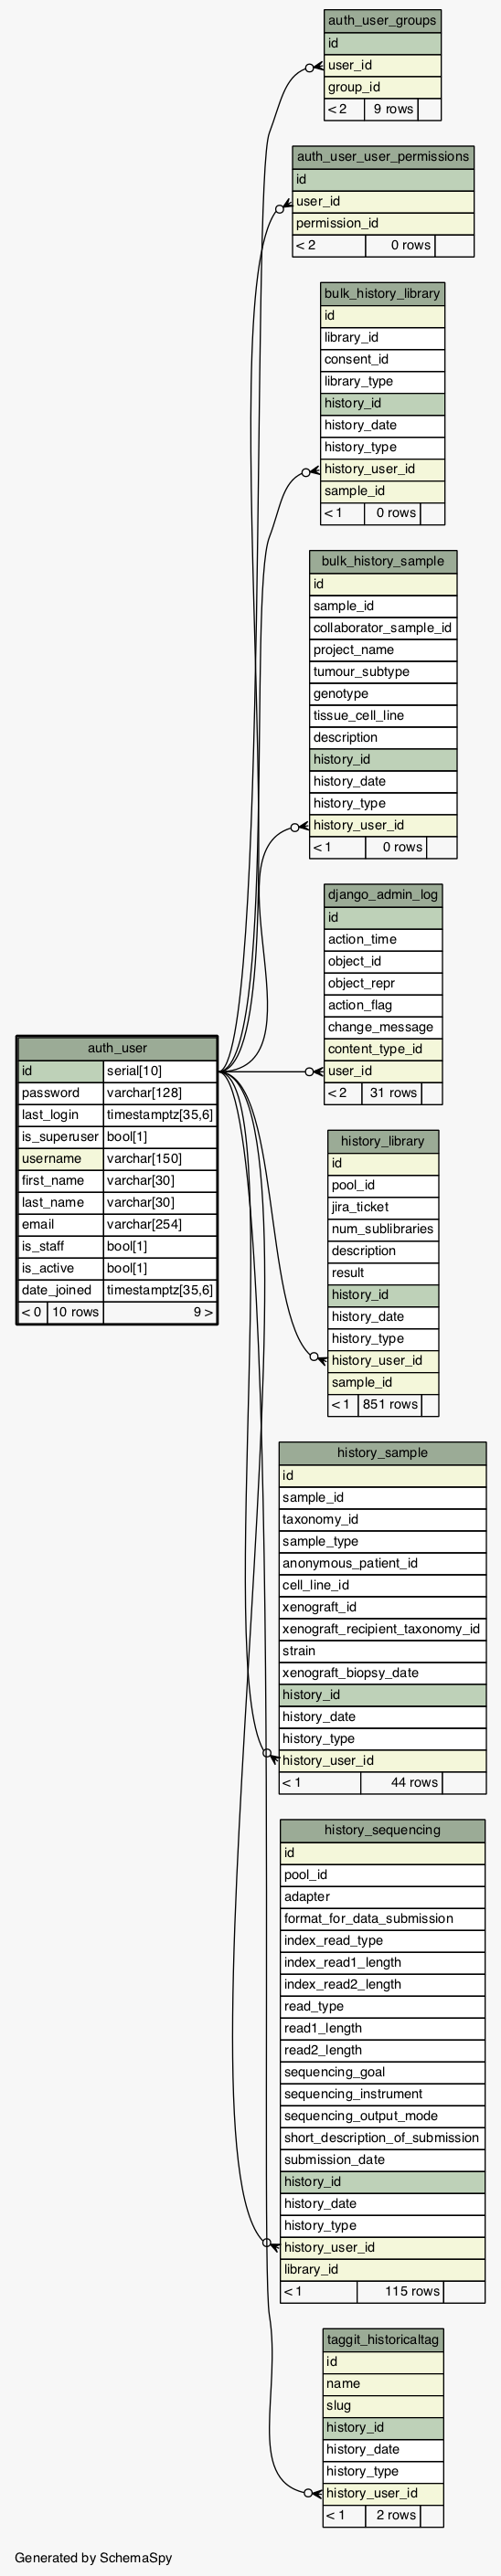 auth_user_groups
id
user_id
group_id
< 2 9 rows
auth_user_user_permissions
id
user_id
permission_id
< 2 0 rows
bulk_history_library
id
library_id
consent_id
library_type
history_id
history_date
history_type
history_user_id
sample_id
< 1 0 rows
bulk_history_sample
id
sample_id
collaborator_sample_id
project_name
tumour_subtype
genotype
tissue_cell_line
description
history_id
history_date
history_type
history_user_id
< 1 0 rows
django_admin_log
id
action_time
object_id
object_repr
action_flag
change_message
content_type_id
user_id
< 2 31 rows
auth_user
id serial[10]
password varchar[128]
last_login timestamptz[35,6]
is_superuser bool[1]
username varchar[150]
first_name varchar[30]
last_name varchar[30]
email varchar[254]
is_staff bool[1]
is_active bool[1]
date_joined timestamptz[35,6]
< 0 10 rows 9 >
history_library
id
pool_id
jira_ticket
num_sublibraries
description
result
history_id
history_date
history_type
history_user_id
sample_id
< 1 851 rows
history_sample
id
sample_id
taxonomy_id
sample_type
anonymous_patient_id
cell_line_id
xenograft_id
xenograft_recipient_taxonomy_id
strain
xenograft_biopsy_date
history_id
history_date
history_type
history_user_id
< 1 44 rows
history_sequencing
id
pool_id
adapter
format_for_data_submission
index_read_type
index_read1_length
index_read2_length
read_type
read1_length
read2_length
sequencing_goal
sequencing_instrument
sequencing_output_mode
short_description_of_submission
submission_date
history_id
history_date
history_type
history_user_id
library_id
< 1 115 rows
taggit_historicaltag
id
name
slug
history_id
history_date
history_type
history_user_id
< 1 2 rows
Generated by SchemaSpy